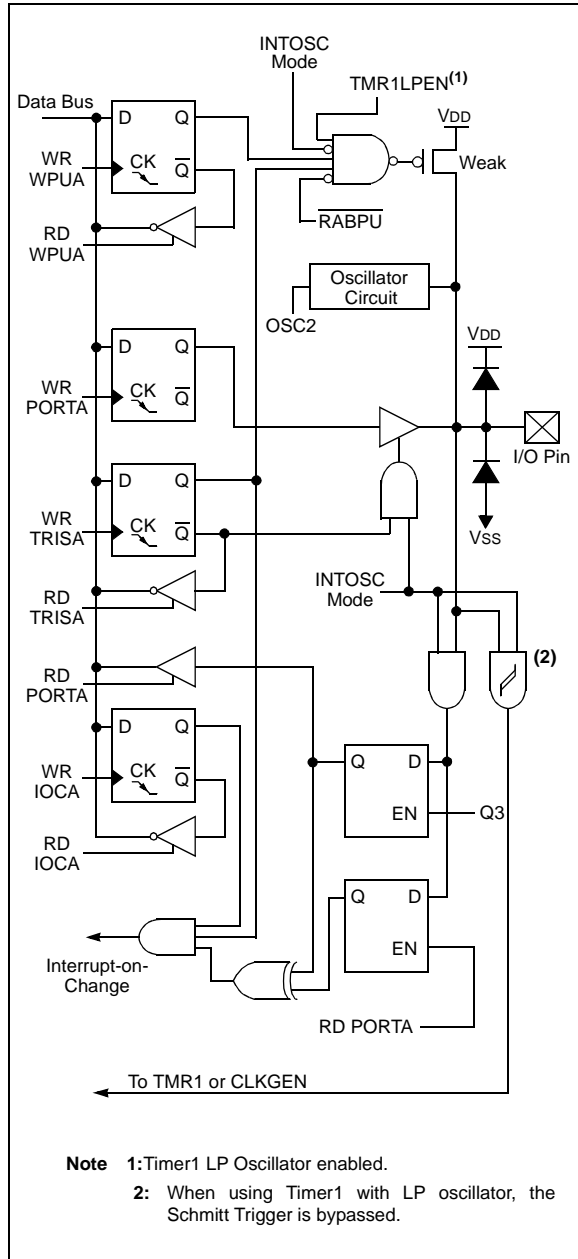 INTOSC
Mode
TMR1LPEN(1)
Data Bus
VDD
D Q
WR
WPUA
CK
Q
Weak
RD
WPUA
RABPU
Oscillator
Circuit
OSC2
VDD
D Q
WR
PORTA
CK
Q
I/O Pin
D Q
WR
TRISA
CK
Q
VSS
INTOSC
Mode
RD
TRISA
(2)
RD
PORTA
D Q
WR
IOCA
CK
Q
Q D
EN
Q3
RD
IOCA
Q D
EN
Interrupt-on-
Change
RD PORTA
To TMR1 or CLKGEN
Note 1:Timer1 LP Oscillator enabled.
2: When using Timer1 with LP oscillator, the
Schmitt Trigger is bypassed.